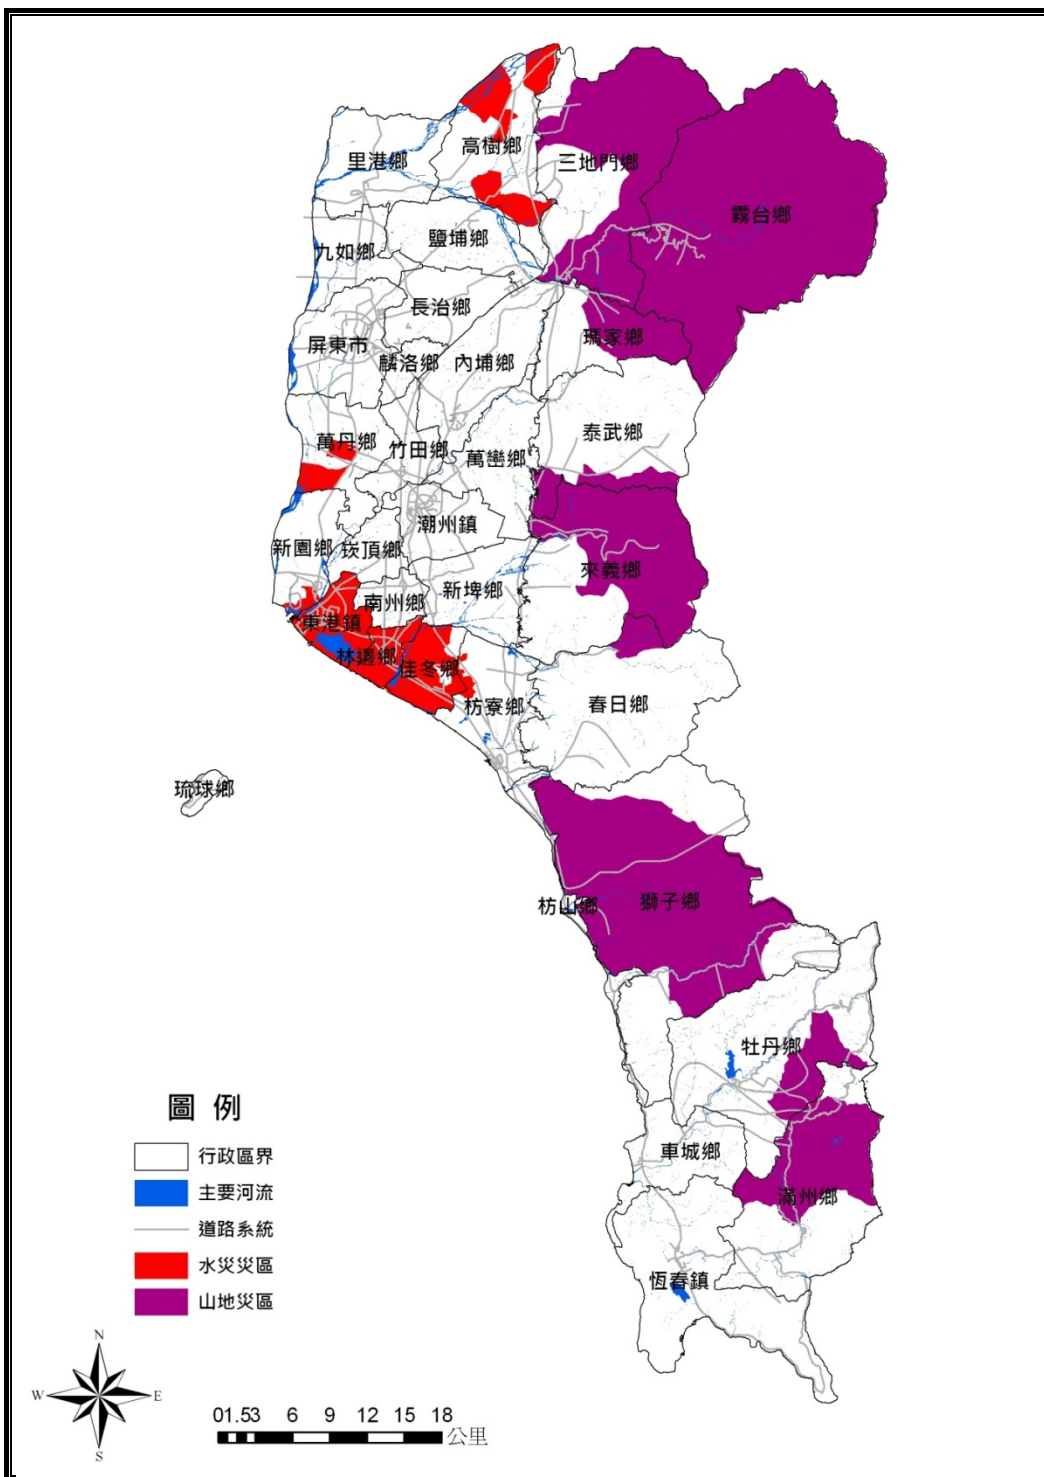 高樹鄉
里港鄉
三地門鄉
霧台鄉
鹽埔鄉
九如鄉
長治鄉
屏東市
瑪家鄉
麟洛鄉
內埔鄉
泰武鄉
萬丹鄉
竹田鄉
萬巒鄉
潮州鎮
新園鄉
崁頂鄉
來義鄉
新埤鄉
南州鄉
東港鎮
林邊鄉
佳冬鄉
枋寮鄉
春日鄉
琉球鄉
枋山鄉
獅子鄉
牡丹鄉
車城鄉
滿州鄉
恆春鎮
圖 例
行政區界
主要河流
道路系統
水災災區
山地災區
N
W
E
S
01.53 6 9 12 15 18
公里